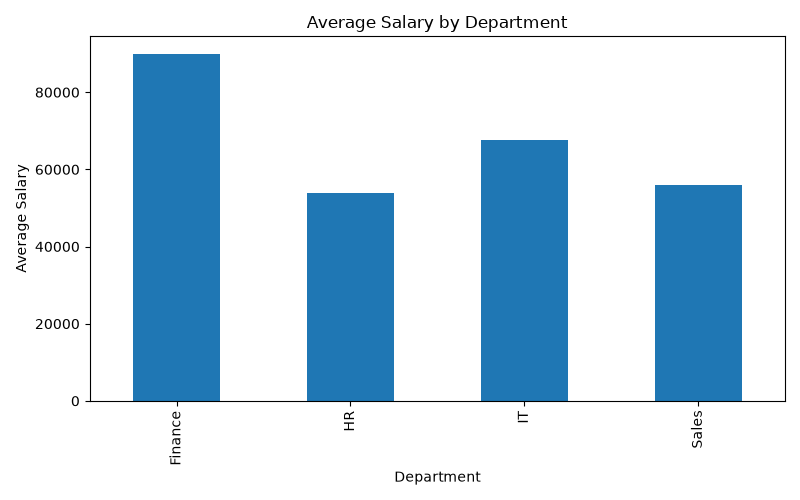 Average Salary by Department
Average Salary
80000
60000
40000
20000
0
Finance
HR
IT
Sales
Department